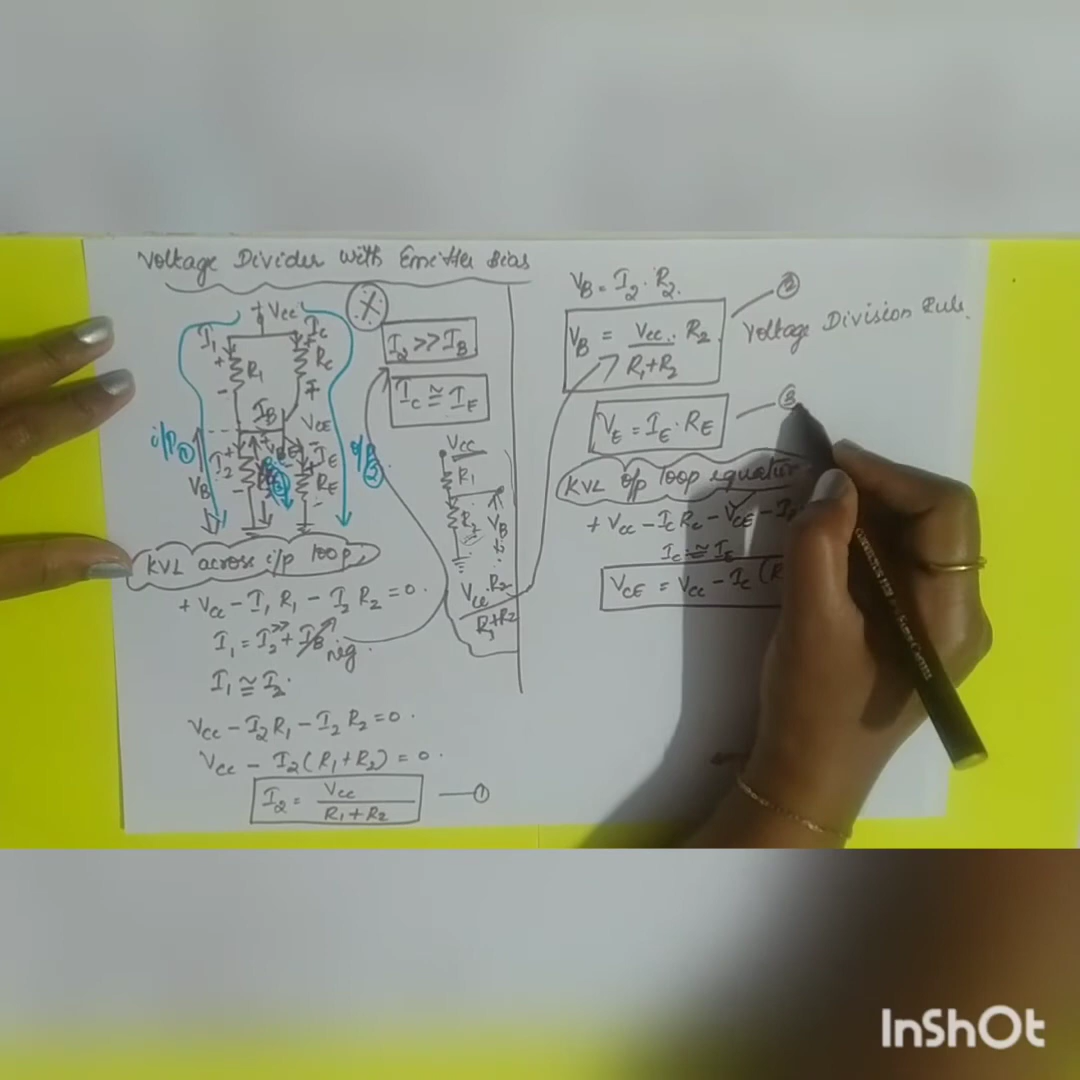 Voltage Divider with Emitter Bias
+ Vcc
I1
Ic
+
R1
Rc
-
IB
VCE
i/p ①
I2
IE
o/p
②
VB
RE
X
I2 >> IB
Ic ≅ IE
Vcc
R1
R2
VB
Vcc · R2
R1+R2
KVL across i/p loop
+ Vcc - I1 R1 - I2 R2 = 0.
I1 = I2 >> + IB neg.
I1 ≅ I2.
Vcc - I2 R1 - I2 R2 = 0.
Vcc - I2 (R1+R2) = 0.
I2 = Vcc / R1+R2 — ①
VB = I2 · R2.
VB = Vcc · R2 / R1+R2 — ②
Voltage Division Rule.
VE = IE · RE — ③
KVL o/p loop equation
+ Vcc - Ic Rc - VCE - IE
Ic ≅ IE
VCE = Vcc - Ic (R
InShOt